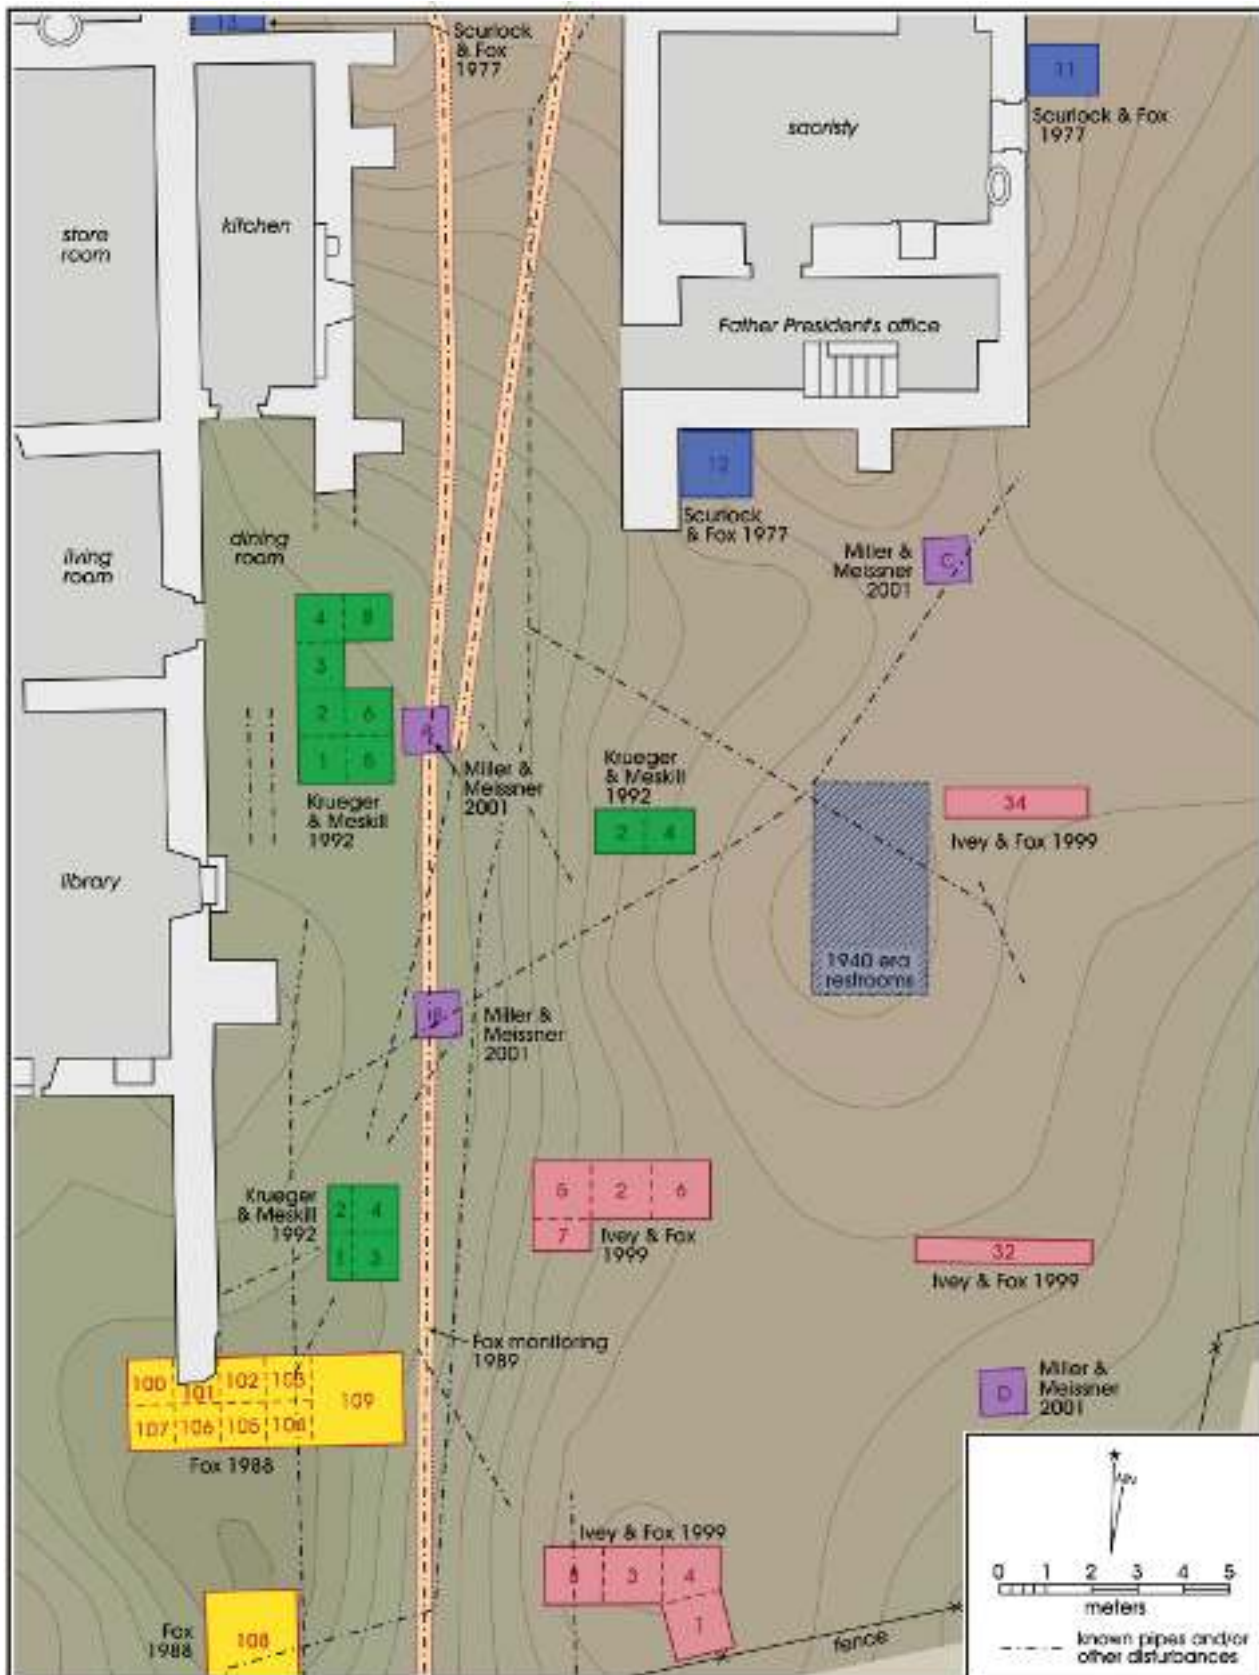 13
Scurlock
& Fox
1977
11
Scurlock & Fox
1977
sacristy
store
room
kitchen
Father President's office
12
Scurlock
& Fox 1977
living
room
dining
room
Miller &
Meissner
2001
C
4 8
3
2 6
1 5
Krueger
& Meskill
1992
A
Miller &
Meissner
2001
Krueger
& Meskill
1992
2 4
34
Ivey & Fox 1999
library
1940 era
restrooms
B
Miller &
Meissner
2001
Krueger
& Meskill
1992
2 4
1 3
5 2 6
7
Ivey & Fox
1999
32
Ivey & Fox 1999
Fox monitoring
1989
100 101 102 103
109
107 106 105
Fox 1988
D
Miller &
Meissner
2001
Ivey & Fox 1999
3 4
1
Fox
1988
108
fence
MN
0 1 2 3 4 5
meters
known pipes and/or
other disturbances